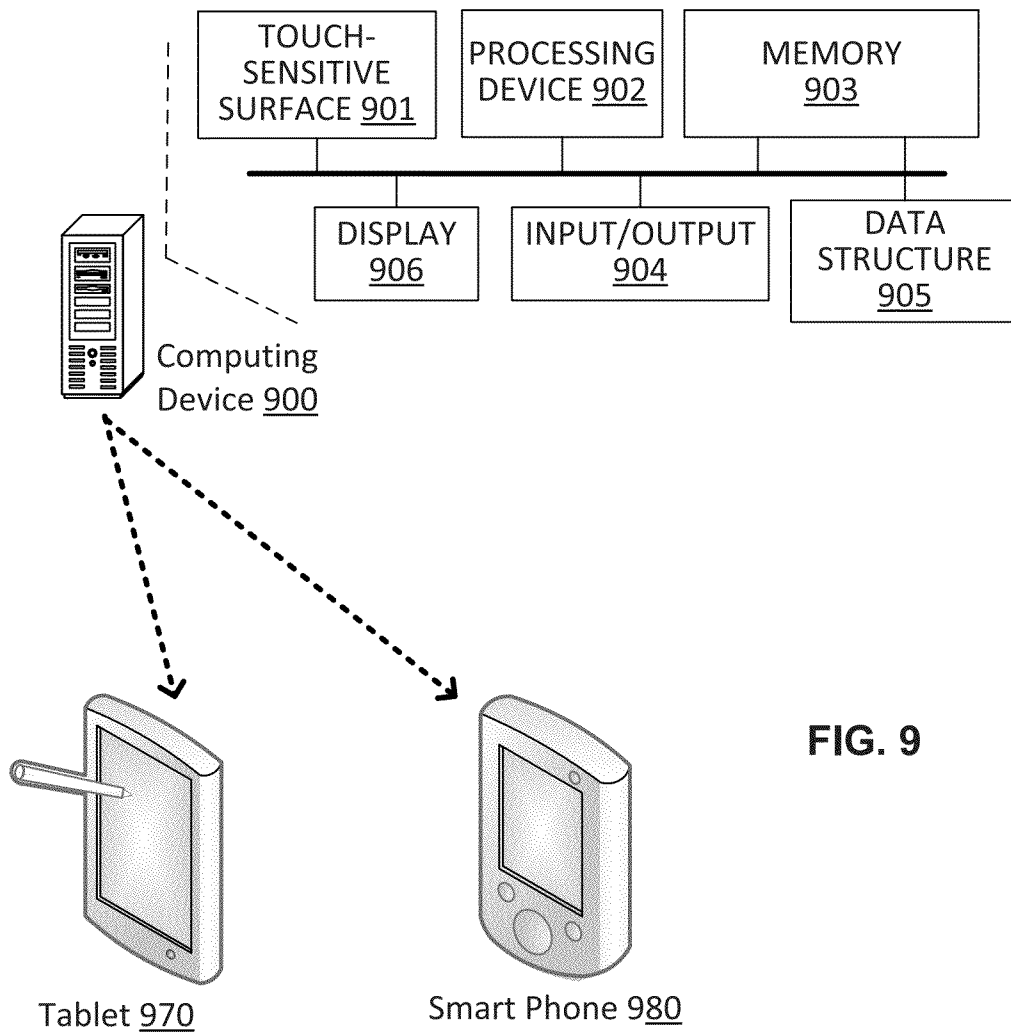 TOUCH-
SENSITIVE
SURFACE 901
PROCESSING
DEVICE 902
MEMORY
903
DISPLAY
906
INPUT/OUTPUT
904
DATA
STRUCTURE
905
Computing
Device 900
FIG. 9
Tablet 970
Smart Phone 980